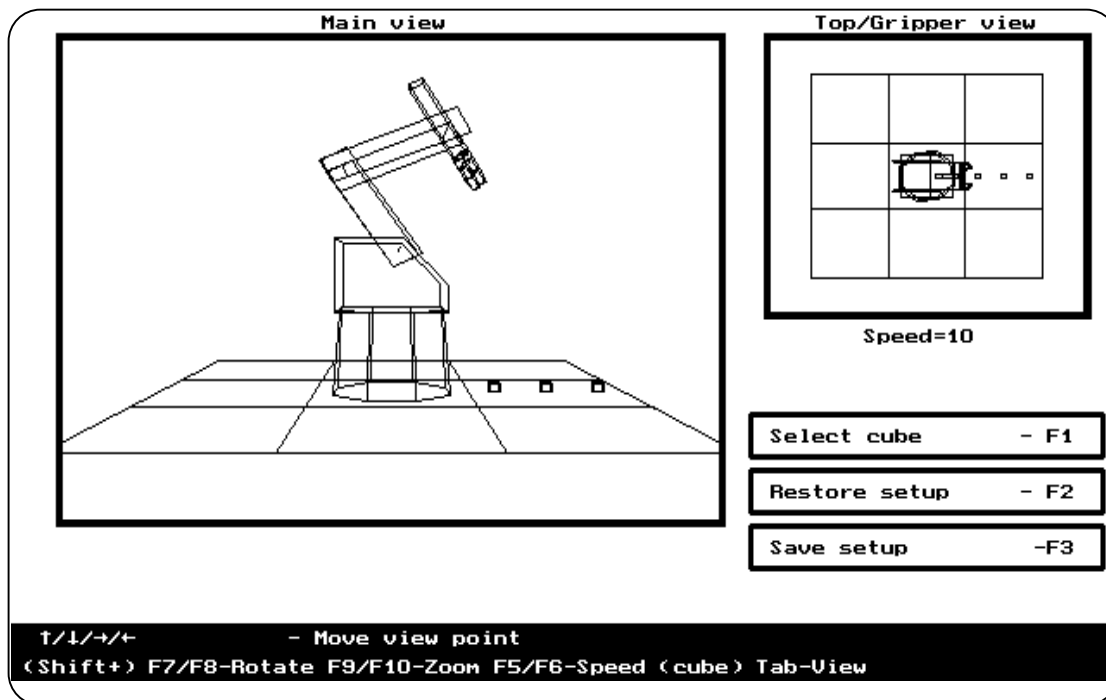 Main view
Top/Gripper view
Speed=10
Select cube - F1
Restore setup - F2
Save setup -F3
↑/↓/→/← - Move view point
(Shift+) F7/F8-Rotate F9/F10-Zoom F5/F6-Speed (cube) Tab-View